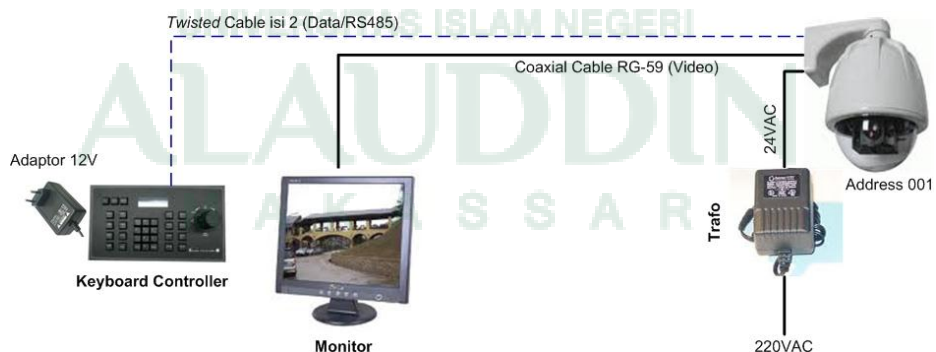 UNIVERSITAS ISLAM NEGERI
Twisted Cable isi 2 (Data/RS485)
Coaxial Cable RG-59 (Video)
ALAUDDIN
24VAC
Adaptor 12V
Address 001
MAKASSAR
Trafo
Keyboard Controller
Monitor
220VAC